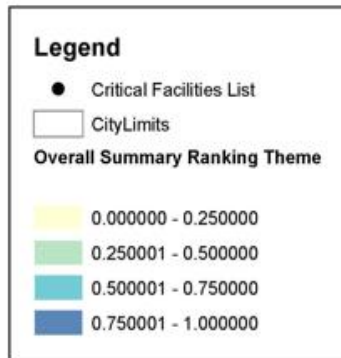 Legend
Critical Facilities List
CityLimits
Overall Summary Ranking Theme
0.000000 - 0.250000
0.250001 - 0.500000
0.500001 - 0.750000
0.750001 - 1.000000